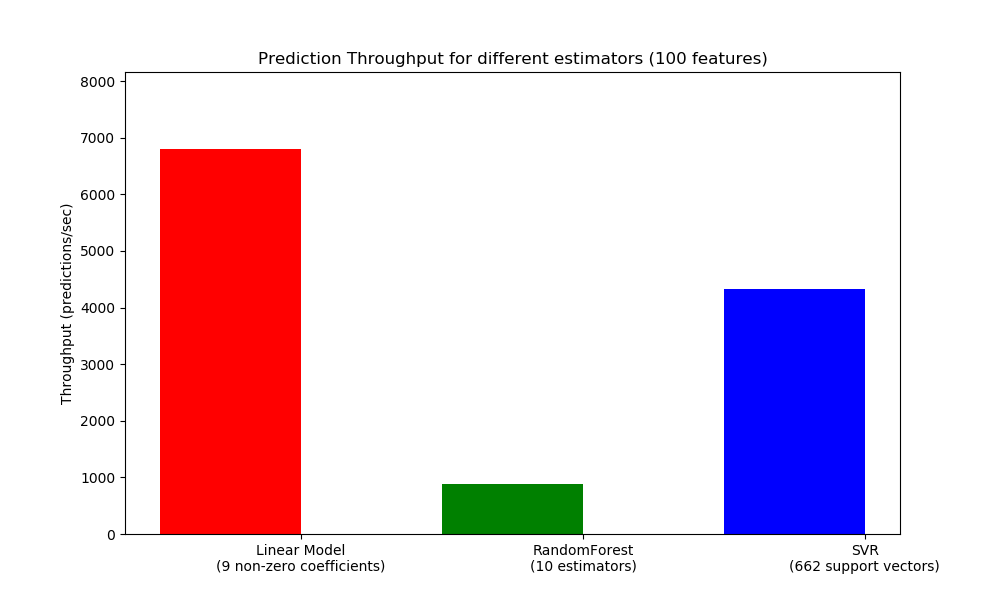 Prediction Throughput for different estimators (100 features)
8000
7000
6000
5000
4000
3000
2000
1000
0
Throughput (predictions/sec)
Linear Model
(9 non-zero coefficients)
RandomForest
(10 estimators)
SVR
(662 support vectors)